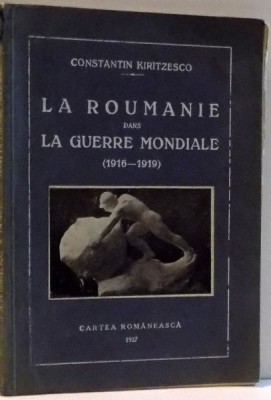 CONSTANTIN KIRITZESCO
LA ROUMANIE
DANS
LA GUERRE MONDIALE
(1916—1919)
CARTEA ROMÂNEASCĂ
1927